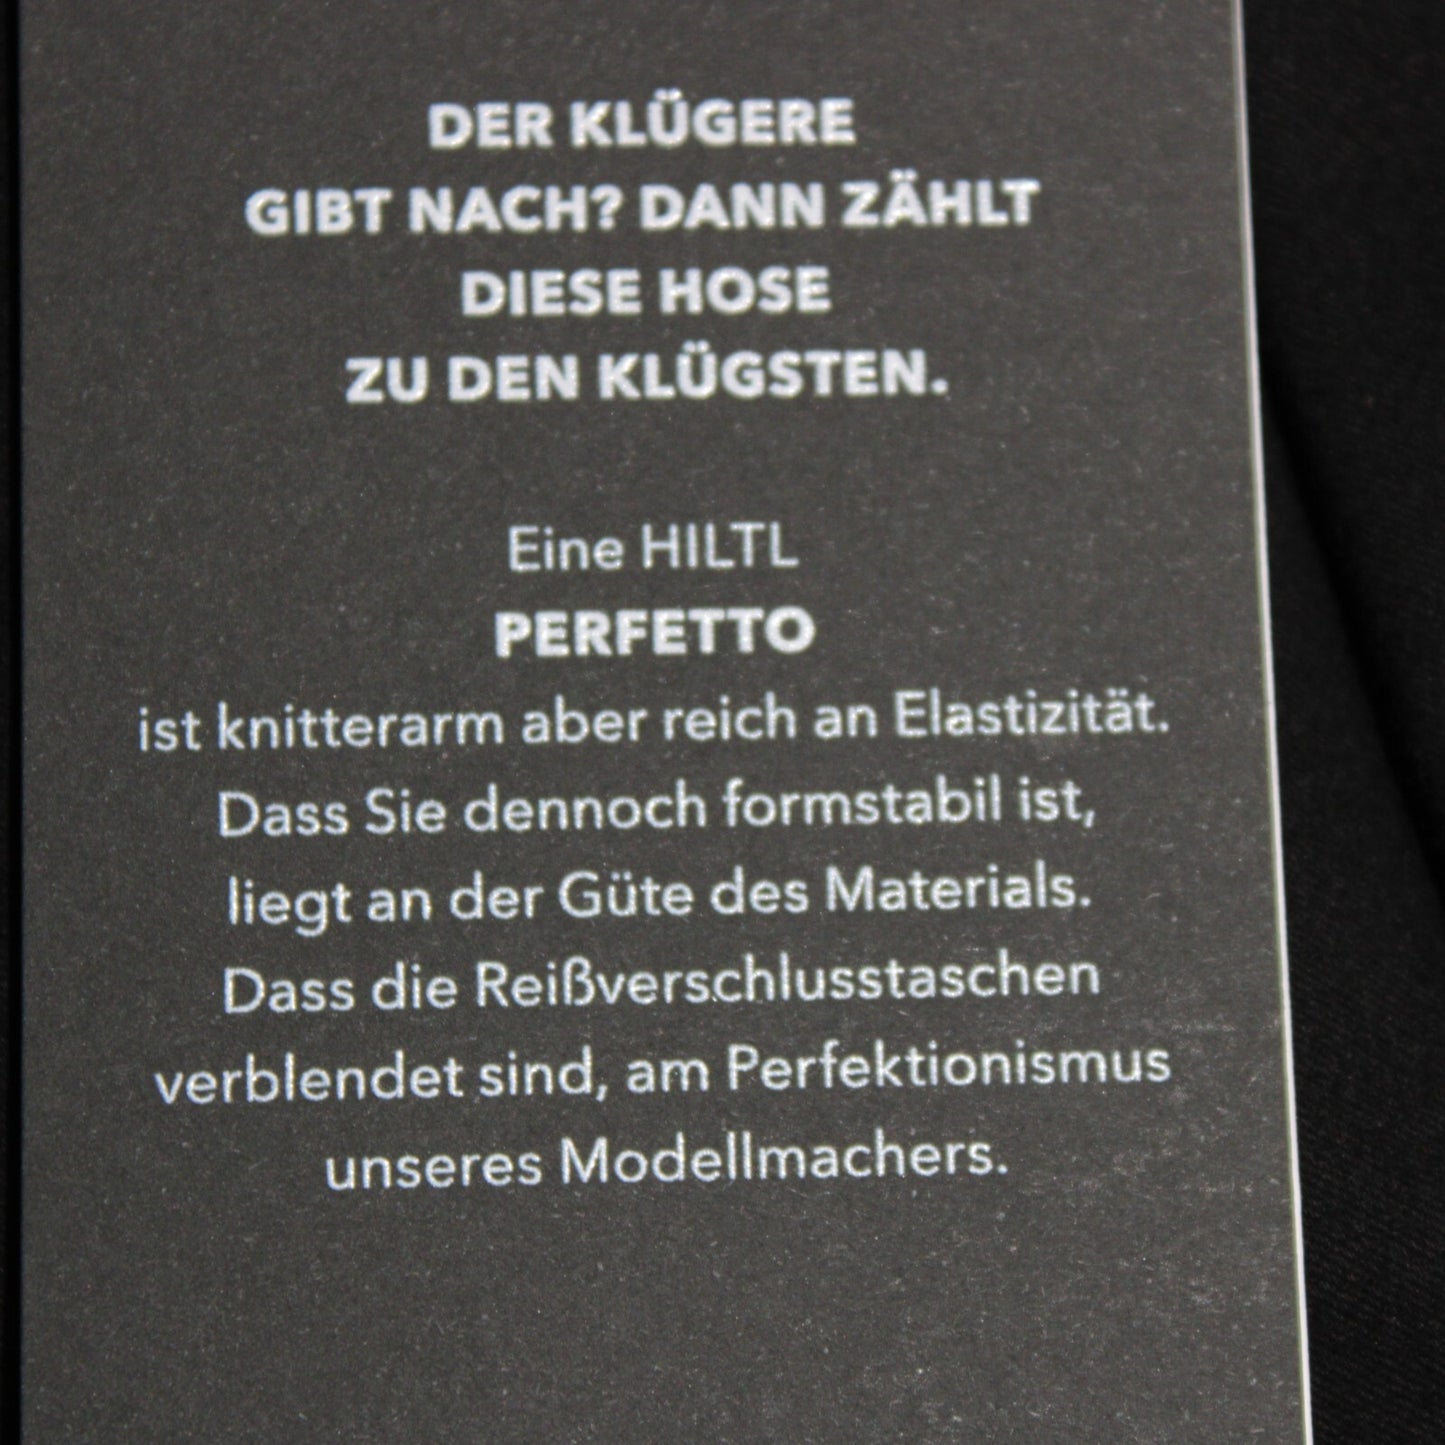 DER KLÜGERE
GIBT NACH? DANN ZÄHLT
DIESE HOSE
ZU DEN KLÜGSTEN.
Eine HILTL
PERFETTO
ist knitterarm aber reich an Elastizität.
Dass Sie dennoch formstabil ist,
liegt an der Güte des Materials.
Dass die Reißverschlusstaschen
verblendet sind, am Perfektionismus
unseres Modellmachers.